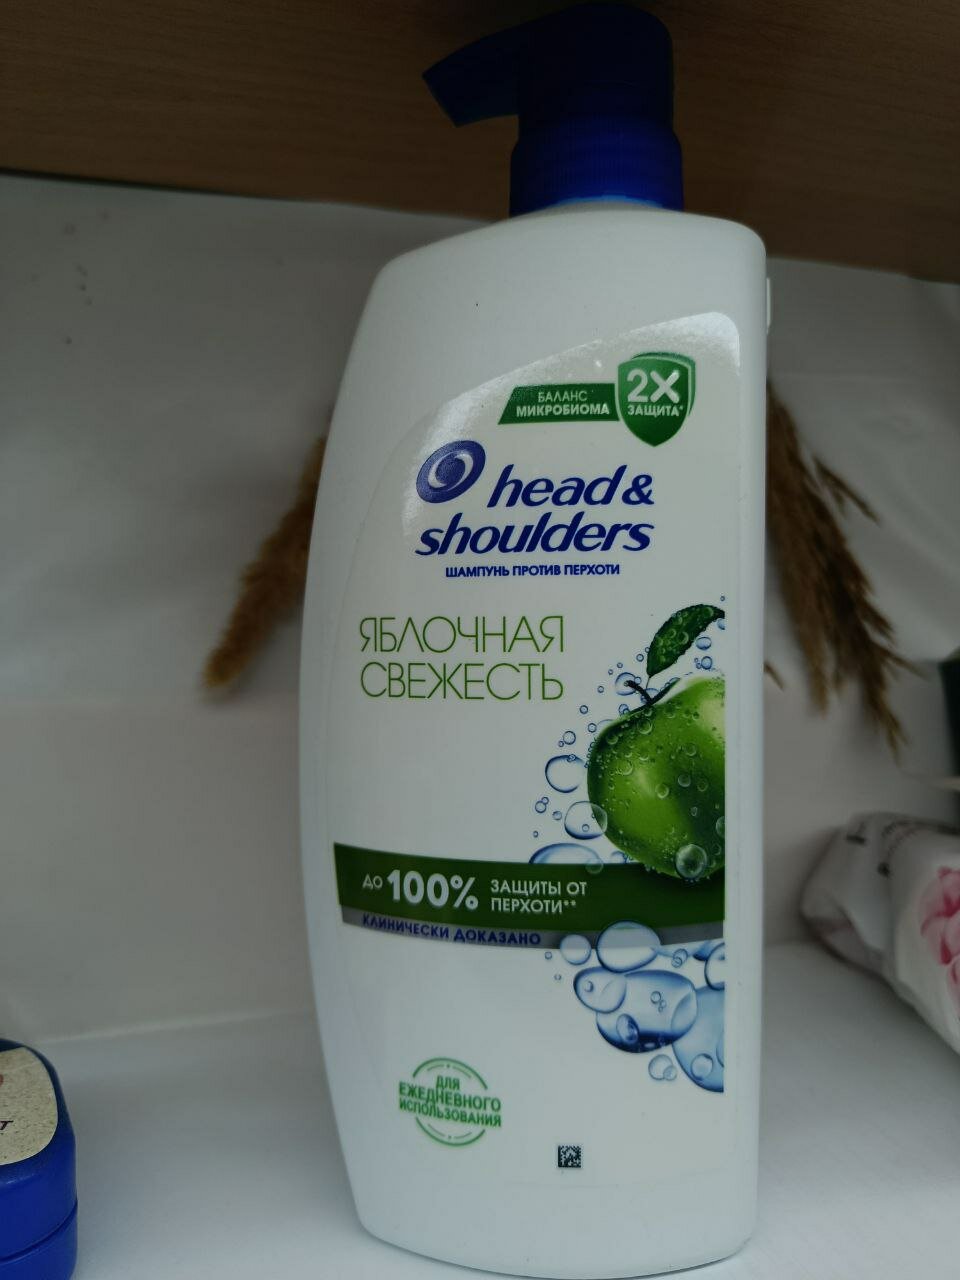 БАЛАНС
МИКРОБИОМА
2X
ЗАЩИТА*
head &
shoulders
ШАМПУНЬ ПРОТИВ ПЕРХОТИ
ЯБЛОЧНАЯ
СВЕЖЕСТЬ
ДО 100% ЗАЩИТЫ ОТ
ПЕРХОТИ**
КЛИНИЧЕСКИ ДОКАЗАНО
ДЛЯ
ЕЖЕДНЕВНОГО
ИСПОЛЬЗОВАНИЯ